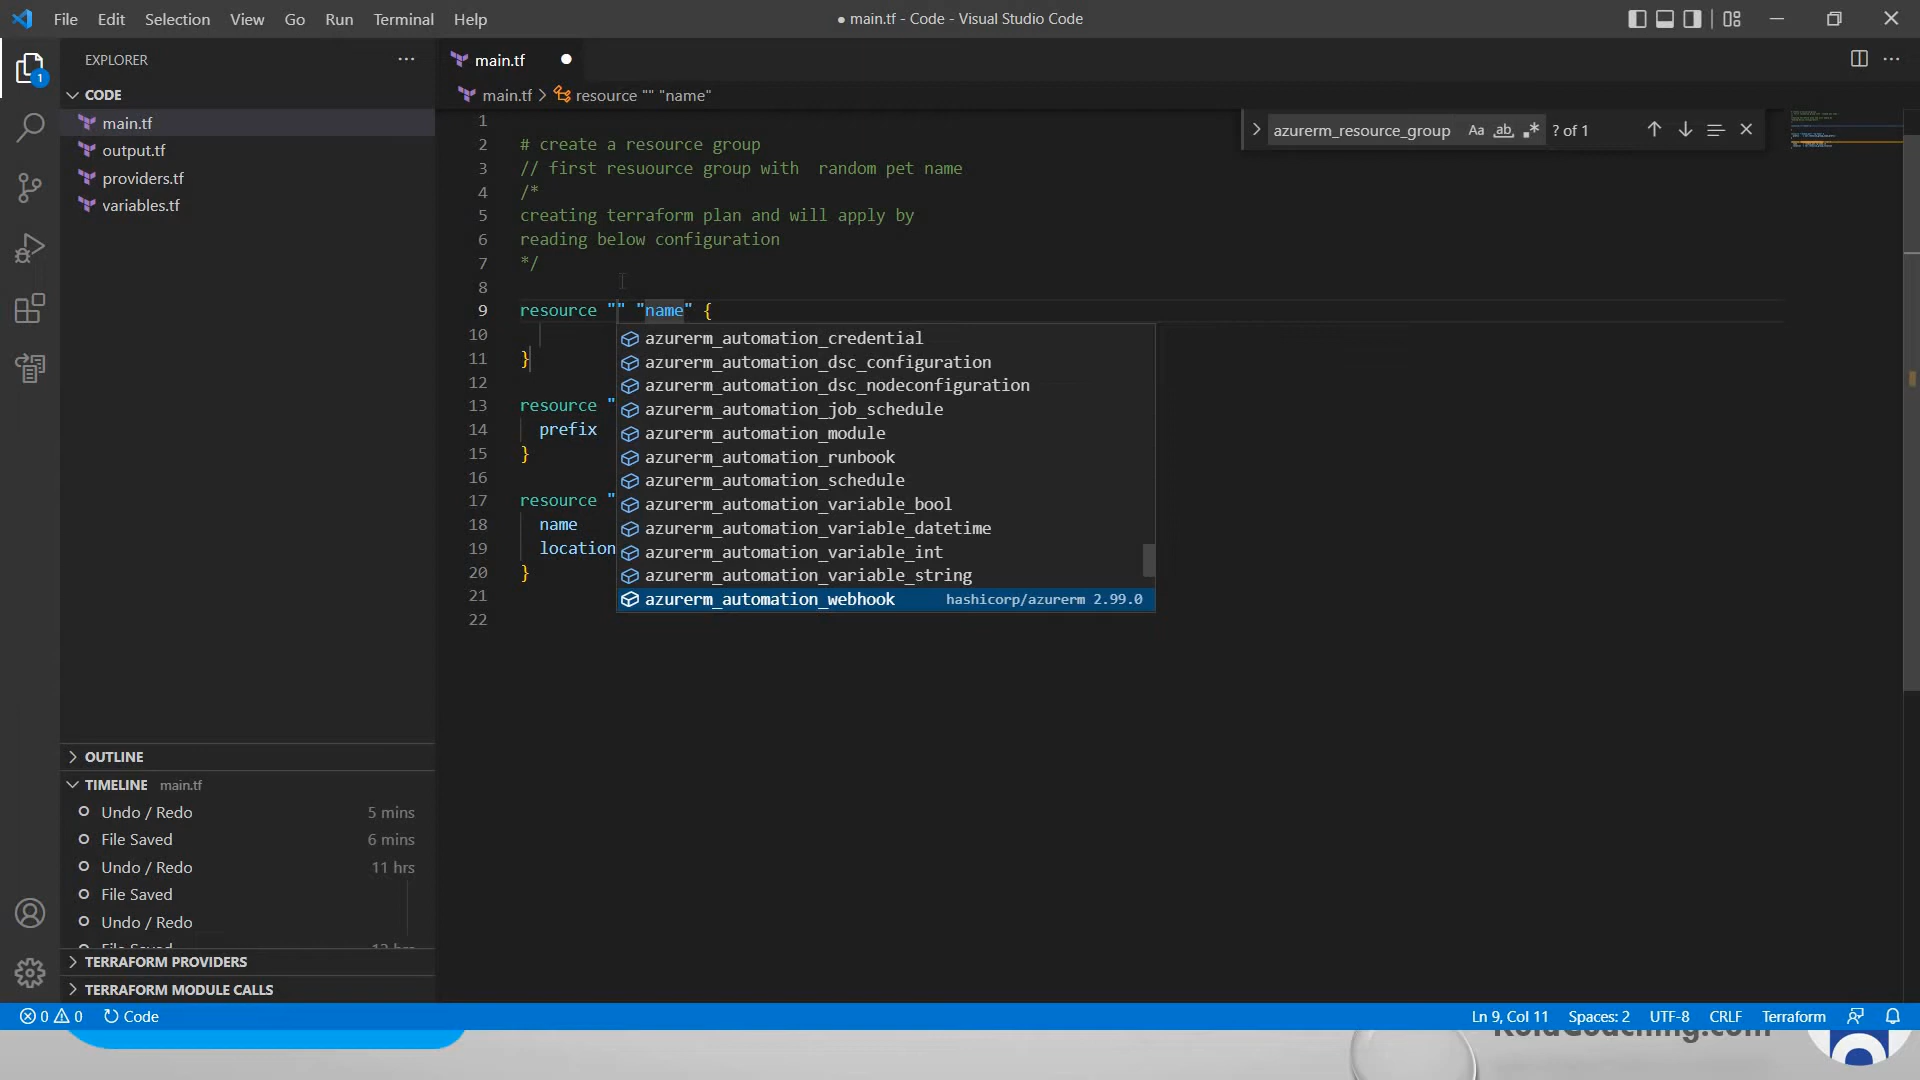 File Edit Selection View Go Run Terminal Help
● main.tf - Code - Visual Studio Code
1
EXPLORER
CODE
main.tf
output.tf
providers.tf
variables.tf
OUTLINE
TIMELINE main.tf
Undo / Redo 5 mins
File Saved 6 mins
Undo / Redo 11 hrs
File Saved
Undo / Redo
File Saved 12 hrs
TERRAFORM PROVIDERS
TERRAFORM MODULE CALLS
main.tf
main.tf > resource "" "name"
azurerm_resource_group Aa ab ? of 1
1
2 # create a resource group
3 // first resuource group with  random pet name
4 /*
5 creating terraform plan and will apply by
6 reading below configuration
7 */
8
9 resource "" "name" {
10
11 }
12
13 resource "
14 prefix
15 }
16
17 resource "
18 name
19 location
20 }
21
22
azurerm_automation_credential
azurerm_automation_dsc_configuration
azurerm_automation_dsc_nodeconfiguration
azurerm_automation_job_schedule
azurerm_automation_module
azurerm_automation_runbook
azurerm_automation_schedule
azurerm_automation_variable_bool
azurerm_automation_variable_datetime
azurerm_automation_variable_int
azurerm_automation_variable_string
azurerm_automation_webhook hashicorp/azurerm 2.99.0
0 0 Code
Ln 9, Col 11 Spaces: 2 UTF-8 CRLF Terraform